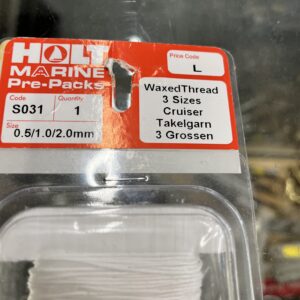 HOLT
MARINE
Pre-Packs
Code
Quantity
S031
1
Size
0.5/1.0/2.0mm
Price Code
L
WaxedThread
3 Sizes
Cruiser
Takelgarn
3 Grossen